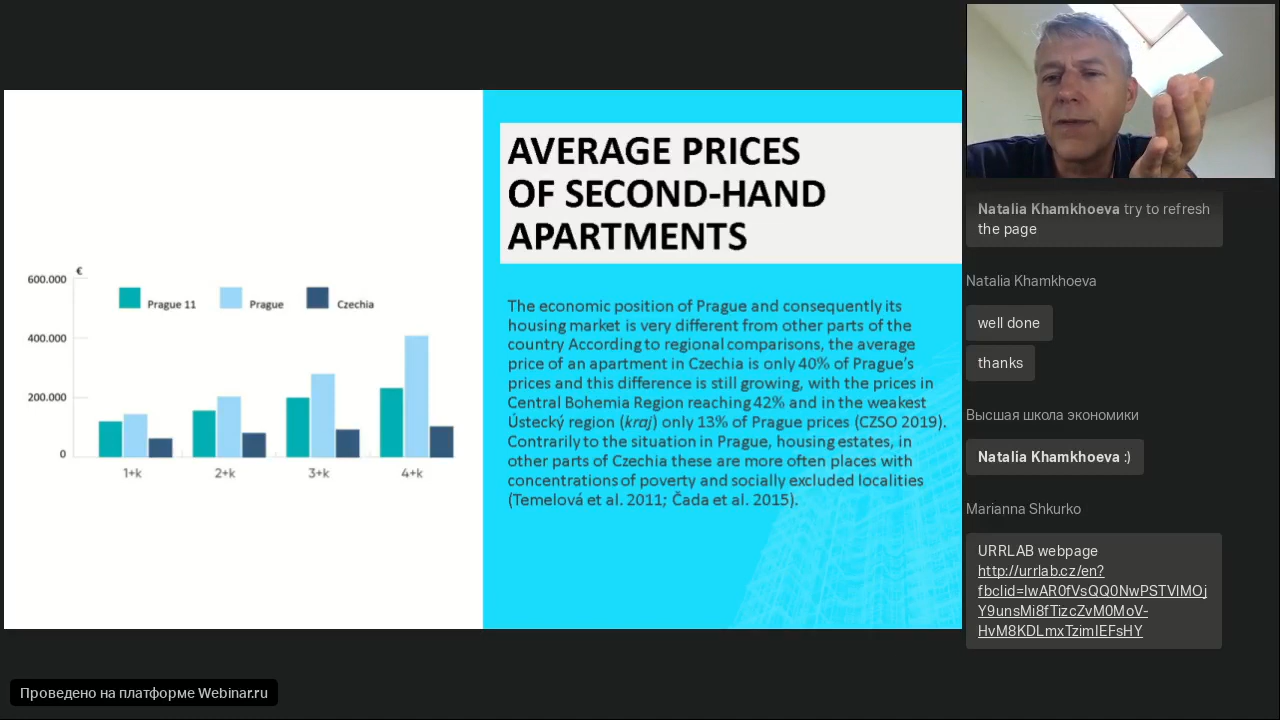 AVERAGE PRICES
OF SECOND-HAND
APARTMENTS
€
600.000
400.000
200.000
0
Prague 11
Prague
Czechia
1+k
2+k
3+k
4+k
The economic position of Prague and consequently its
housing market is very different from other parts of the
country According to regional comparisons, the average
price of an apartment in Czechia is only 40% of Prague's
prices and this difference is still growing, with the prices in
Central Bohemia Region reaching 42% and in the weakest
Ústecký region (kraj) only 13% of Prague prices (CZSO 2019).
Contrarily to the situation in Prague, housing estates, in
other parts of Czechia these are more often places with
concentrations of poverty and socially excluded localities
(Temelová et al. 2011; Čada et al. 2015).
Natalia Khamkhoeva try to refresh
the page
Natalia Khamkhoeva
well done
thanks
Высшая школа экономики
Natalia Khamkhoeva :)
Marianna Shkurko
URRLAB webpage
http://urrlab.cz/en?
fbclid=IwAR0fVsQQ0NwPSTVlMOj
Y9unsMi8fTizcZvM0MoV-
HvM8KDLmxTzimIEFsHY
Проведено на платформе Webinar.ru